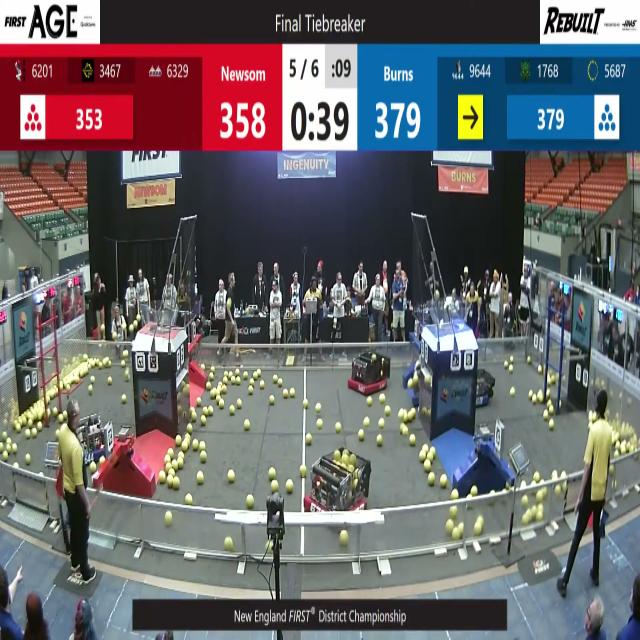 FIRST AGE
Final Tiebreaker
REBUILT
6201 3467 6329 Newsom 5 / 6 :09 Burns 9644 1768 5687
353 358 0:39 379 379
FIRST
INGENUITY
NEWSOM
BURNS
FIRST
New England FIRST® District Championship